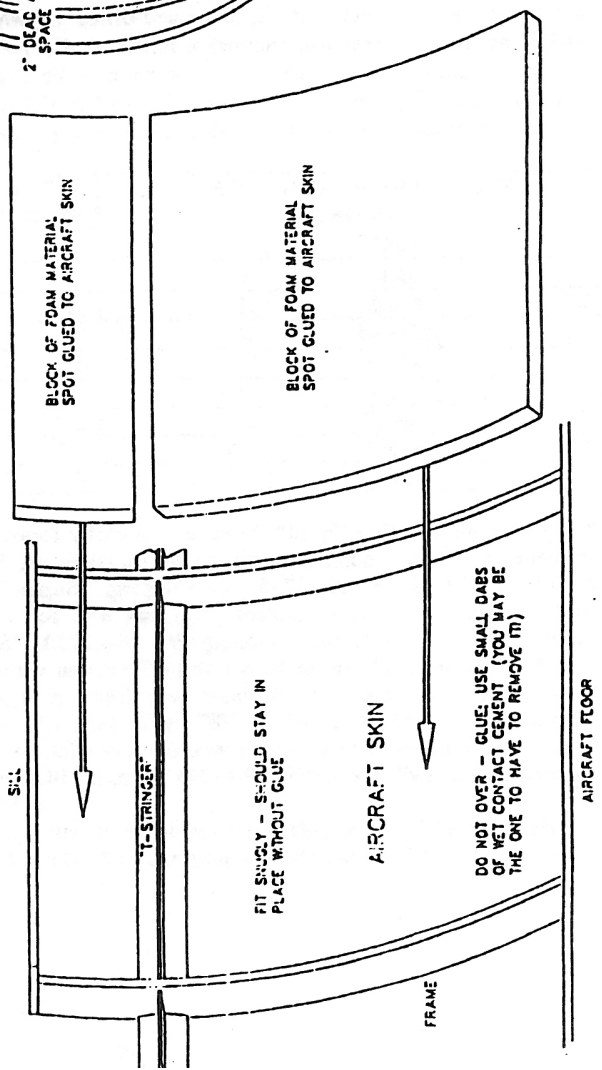 2" DEAD
SPACE
BLOCK OF FOAM MATERIAL
SPOT GLUED TO AIRCRAFT SKIN
BLOCK OF FOAM MATERIAL
SPOT GLUED TO AIRCRAFT SKIN
SILL
"T-STRINGER"
FIT SNUGLY - SHOULD STAY IN
PLACE WITHOUT GLUE
AIRCRAFT SKIN
DO NOT OVER - GLUE; USE SMALL DABS
OF WET CONTACT CEMENT (YOU MAY BE
THE ONE TO HAVE TO REMOVE IT!)
FRAME
AIRCRAFT FLOOR